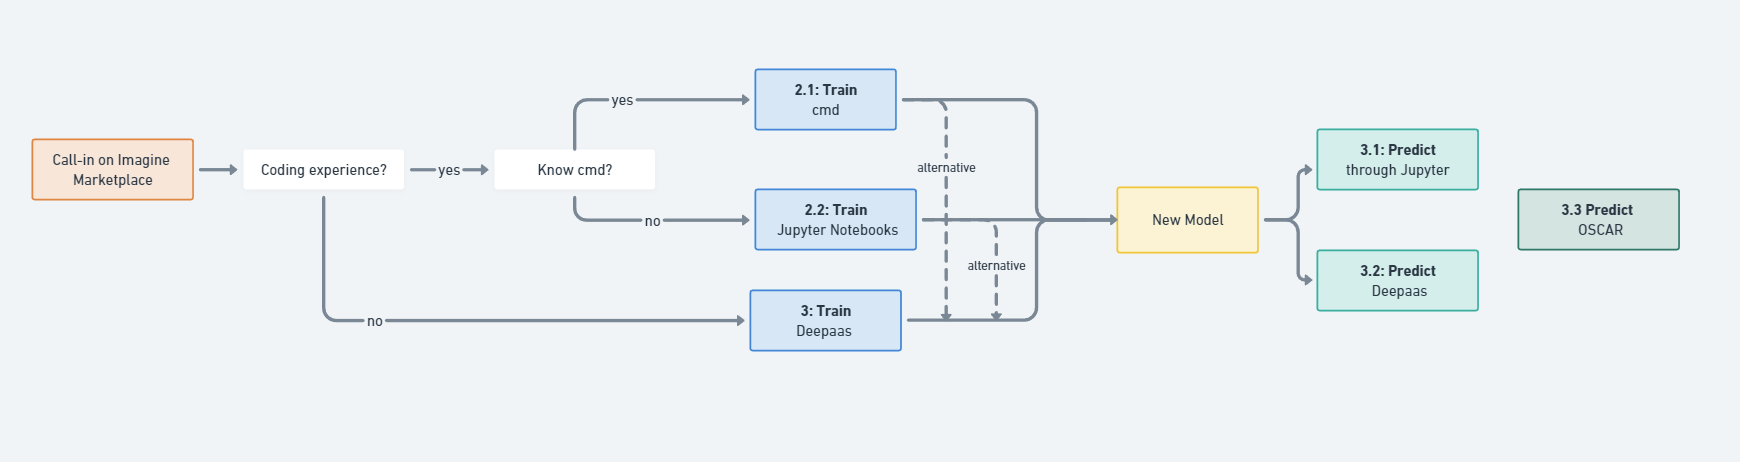 Call-in on Imagine
Marketplace
Coding experience?
yes
no
Know cmd?
yes
no
2.1: Train
cmd
2.2: Train
Jupyter Notebooks
3: Train
Deepaas
alternative
alternative
New Model
3.1: Predict
through Jupyter
3.2: Predict
Deepaas
3.3 Predict
OSCAR